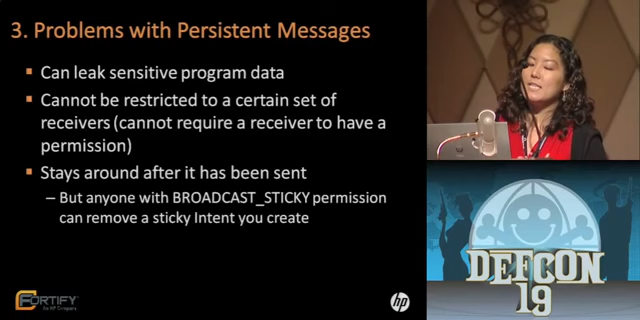 3. Problems with Persistent Messages
▪ Can leak sensitive program data
▪ Cannot be restricted to a certain set of
receivers (cannot require a receiver to have a
permission)
▪ Stays around after it has been sent
– But anyone with BROADCAST_STICKY permission
can remove a sticky Intent you create
FORTIFY
An HP Company
hp
DEFCON
19